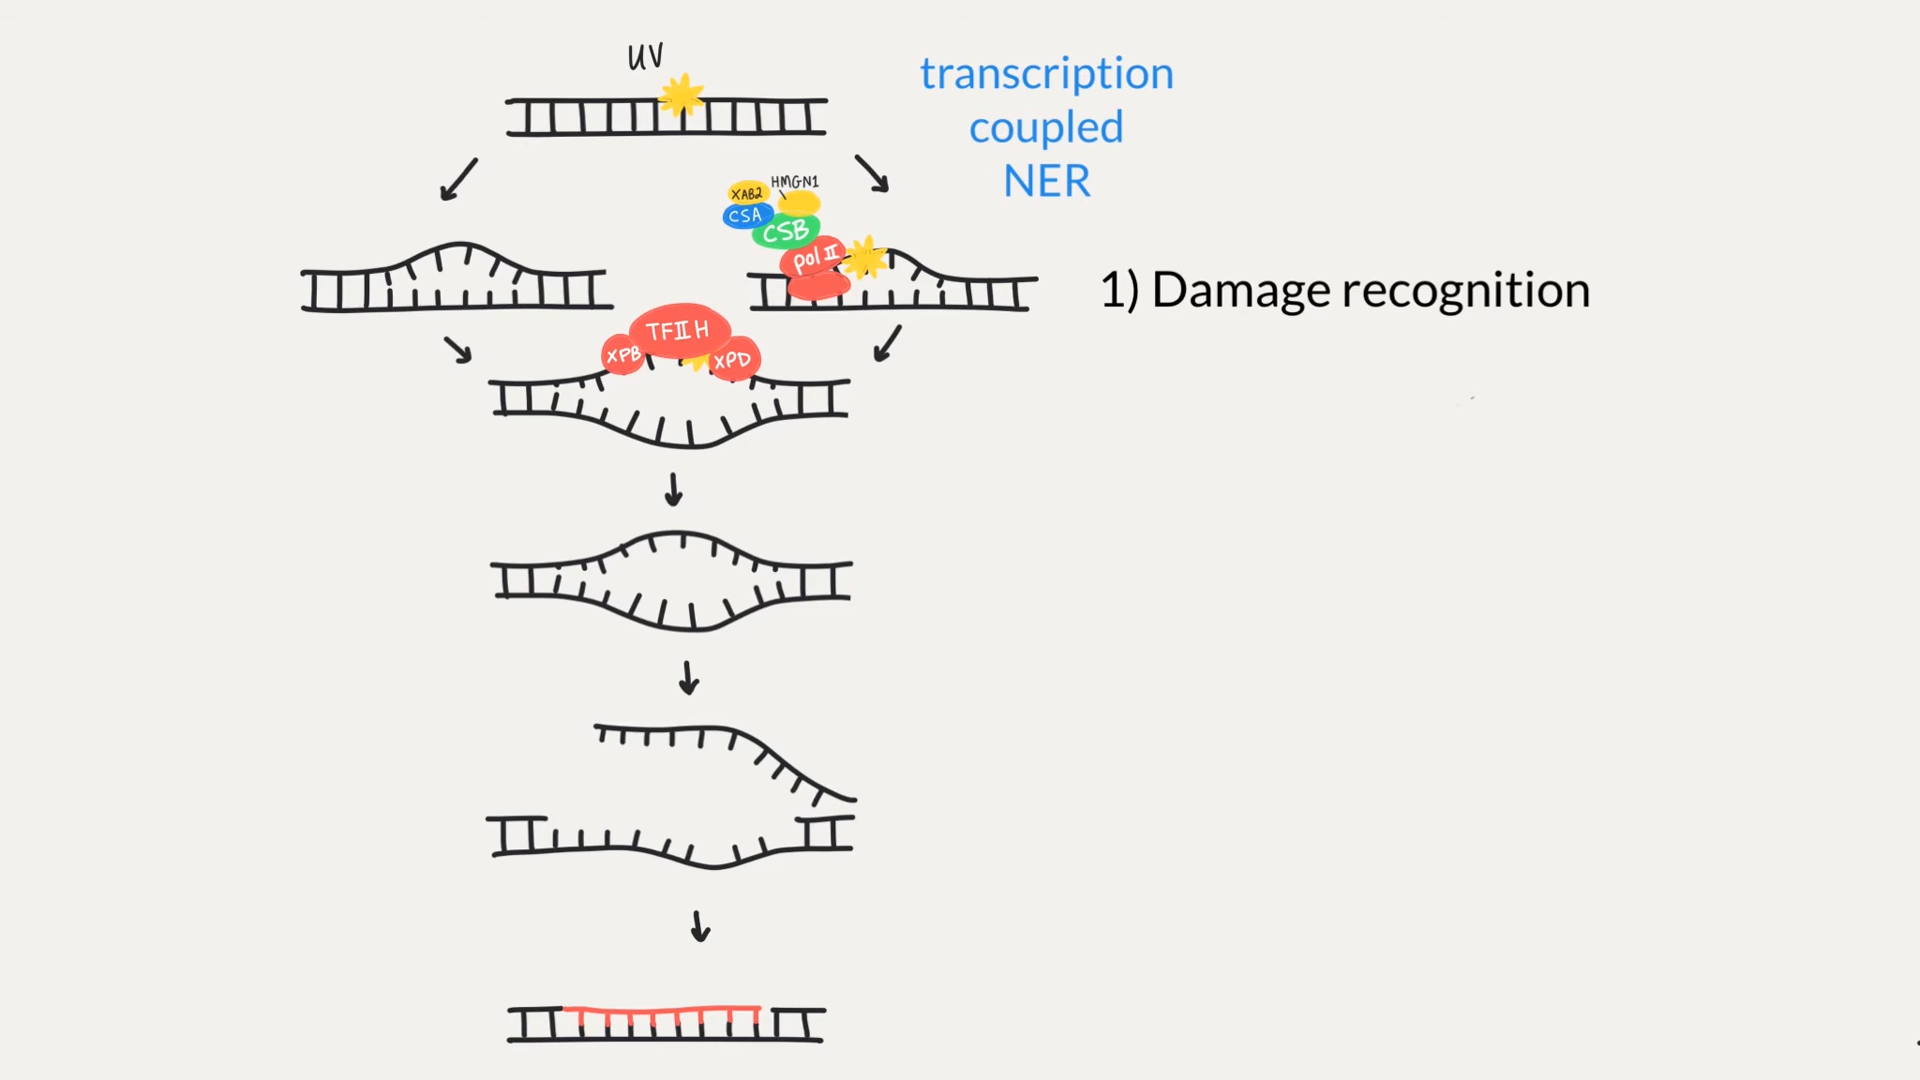 UV
transcription
coupled
NER
XAB2
HMGN1
CSA
CSB
pol II
1) Damage recognition
TFIIH
XPB
XPD